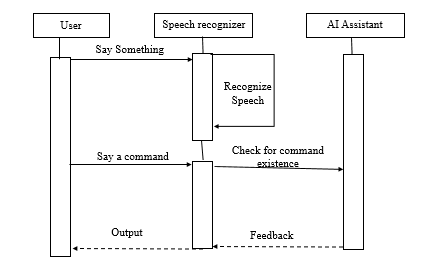 User
Speech recognizer
AI Assistant
Say Something
Recognize
Speech
Say a command
Check for command
existence
Output
Feedback